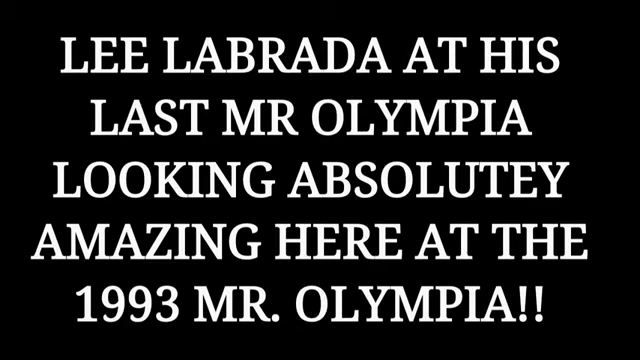 LEE LABRADA AT HIS
LAST MR OLYMPIA
LOOKING ABSOLUTEY
AMAZING HERE AT THE
1993 MR. OLYMPIA!!